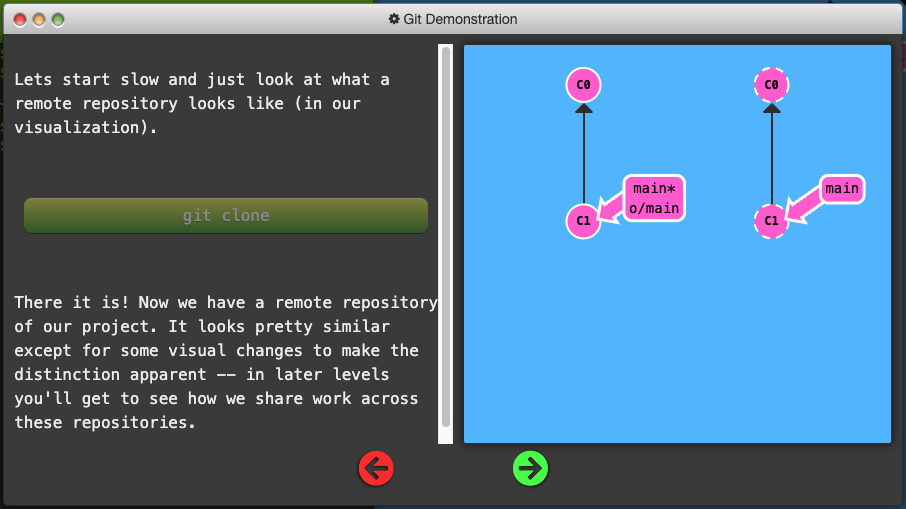 Git Demonstration
Lets start slow and just look at what a
remote repository looks like (in our
visualization).
git clone
There it is! Now we have a remote repository
of our project. It looks pretty similar
except for some visual changes to make the
distinction apparent -- in later levels
you'll get to see how we share work across
these repositories.
C0
C0
main*
o/main
main
C1
C1